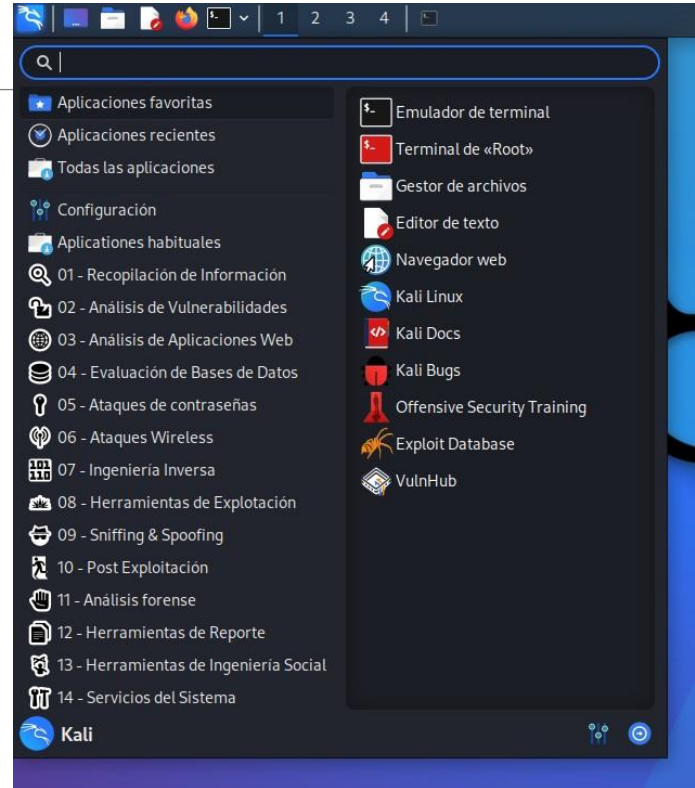 1 2 3 4
Aplicaciones favoritas
Aplicaciones recientes
Todas las aplicaciones
Configuración
Aplicationes habituales
01 - Recopilación de Información
02 - Análisis de Vulnerabilidades
03 - Análisis de Aplicaciones Web
04 - Evaluación de Bases de Datos
05 - Ataques de contraseñas
06 - Ataques Wireless
07 - Ingeniería Inversa
08 - Herramientas de Explotación
09 - Sniffing & Spoofing
10 - Post Exploitación
11 - Análisis forense
12 - Herramientas de Reporte
13 - Herramientas de Ingeniería Social
14 - Servicios del Sistema
Emulador de terminal
Terminal de «Root»
Gestor de archivos
Editor de texto
Navegador web
Kali Linux
Kali Docs
Kali Bugs
Offensive Security Training
Exploit Database
VulnHub
Kali